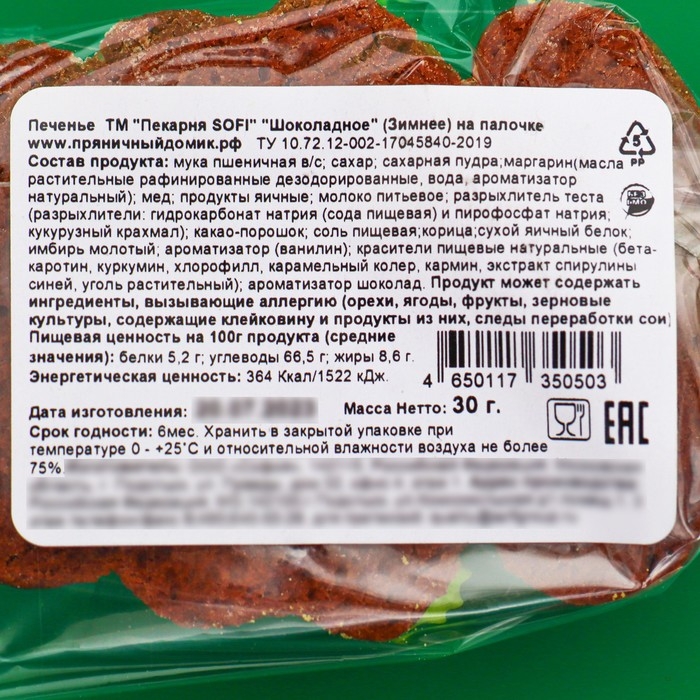 Печенье ТМ "Пекарня SOFI" "Шоколадное" (Зимнее) на палочке
www.пряничныйдомик.рф ТУ 10.72.12-002-17045840-2019
Состав продукта: мука пшеничная в/с; сахар; сахарная пудра;маргарин(масла
растительные рафинированные дезодорированные, вода, ароматизатор
натуральный); мед; продукты яичные; молоко питьевое; разрыхлитель теста
(разрыхлители: гидрокарбонат натрия (сода пищевая) и пирофосфат натрия;
кукурузный крахмал); какао-порошок; соль пищевая;корица;сухой яичный белок;
имбирь молотый; ароматизатор (ванилин); красители пищевые натуральные (бета-
каротин, куркумин, хлорофилл, карамельный колер, кармин, экстракт спирулины
синей, уголь растительный); ароматизатор шоколад. Продукт может содержать
ингредиенты, вызывающие аллергию (орехи, ягоды, фрукты, зерновые
культуры, содержащие клейковину и продукты из них, следы переработки сои)
Пищевая ценность на 100г продукта (средние
значения): белки 5,2 г; углеводы 66,5 г; жиры 8,6 г.
Энергетическая ценность: 364 Ккал/1522 кДж.
4 650117 350503
Дата изготовления: Масса Нетто: 30 г.
Срок годности: 6мес. Хранить в закрытой упаковке при
температуре 0 - +25°С и относительной влажности воздуха не более
75%
5
PP
EAC